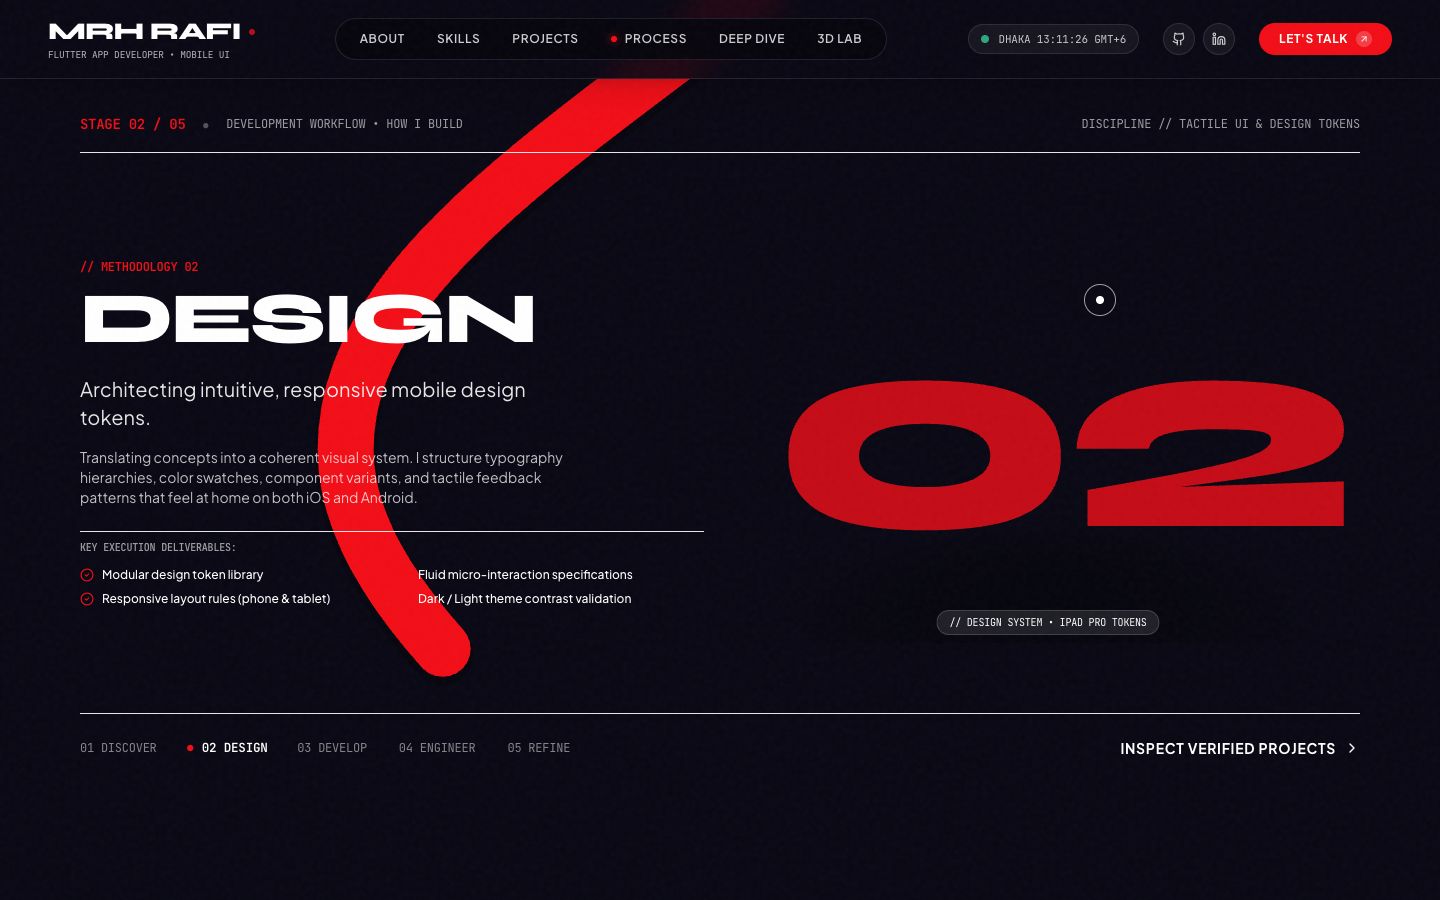 MRH RAFI
FLUTTER APP DEVELOPER • MOBILE UI
ABOUT
SKILLS
PROJECTS
PROCESS
DEEP DIVE
3D LAB
DHAKA 13:11:26 GMT+6
LET'S TALK
STAGE 02 / 05 • DEVELOPMENT WORKFLOW • HOW I BUILD
DISCIPLINE // TACTILE UI & DESIGN TOKENS
// METHODOLOGY 02
DESIGN
Architecting intuitive, responsive mobile design
tokens.
Translating concepts into a coherent visual system. I structure typography
hierarchies, color swatches, component variants, and tactile feedback
patterns that feel at home on both iOS and Android.
KEY EXECUTION DELIVERABLES:
Modular design token library
Fluid micro-interaction specifications
Responsive layout rules (phone & tablet)
Dark / Light theme contrast validation
02
// DESIGN SYSTEM • IPAD PRO TOKENS
01 DISCOVER
02 DESIGN
03 DEVELOP
04 ENGINEER
05 REFINE
INSPECT VERIFIED PROJECTS